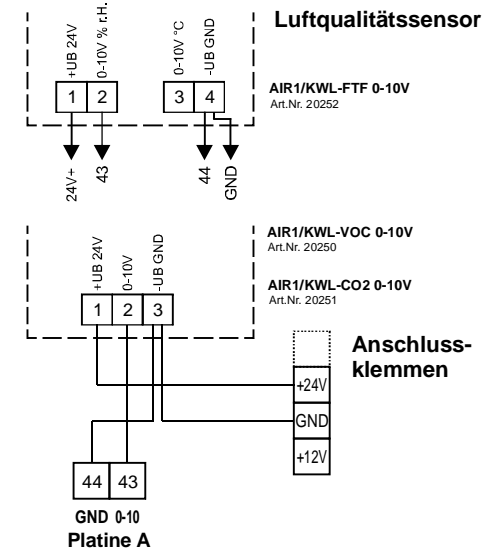 Luftqualitätssensor
+UB 24V
0-10V % r.H.
0-10V °C
-UB GND
1 2 3 4
AIR1/KWL-FTF 0-10V
Art.Nr. 20252
24V+
43
44
GND
AIR1/KWL-VOC 0-10V
Art.Nr. 20250
+UB 24V
0-10V
-UB GND
AIR1/KWL-CO2 0-10V
Art.Nr. 20251
1 2 3
Anschluss-
klemmen
+24V
GND
+12V
44 43
GND 0-10
Platine A